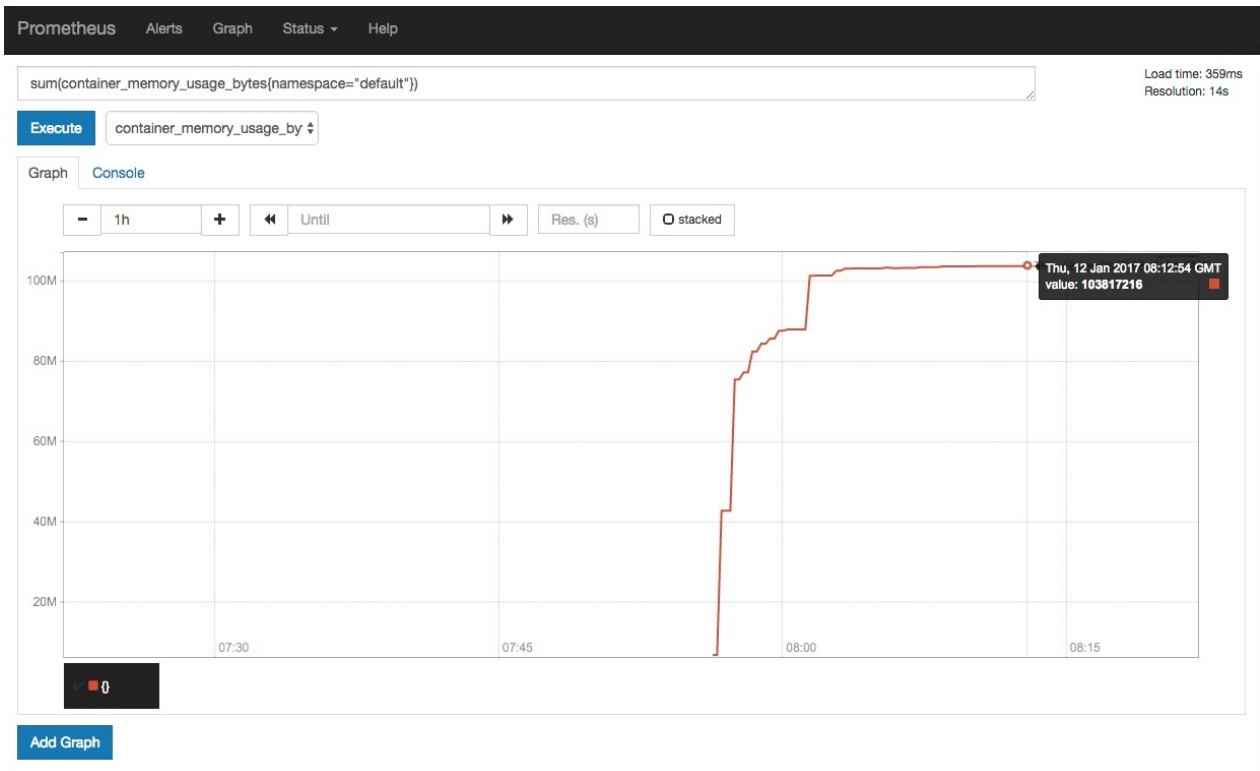 Prometheus Alerts Graph Status Help
sum(container_memory_usage_bytes{namespace="default"})
Load time: 359ms
Resolution: 14s
Execute container_memory_usage_by
Graph Console
1h Until Res. (s) stacked
Thu, 12 Jan 2017 08:12:54 GMT
value: 103817216
100M
80M
60M
40M
20M
07:30 07:45 08:00 08:15
{}
Add Graph